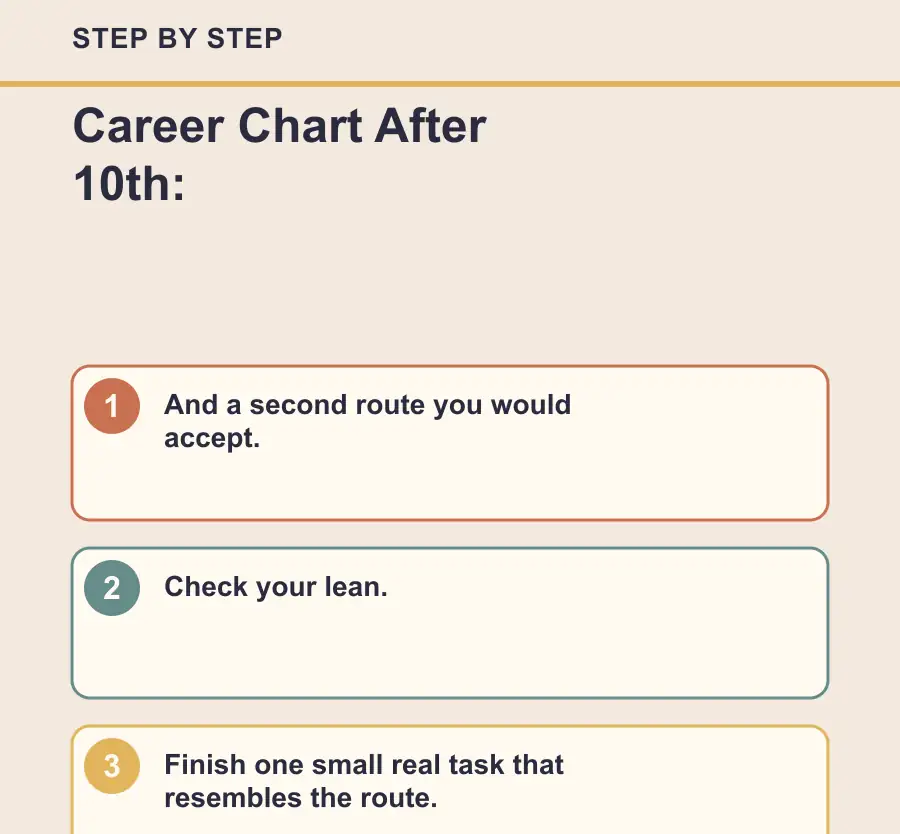 STEP BY STEP
Career Chart After
10th:
1
And a second route you would
accept.
2
Check your lean.
3
Finish one small real task that
resembles the route.